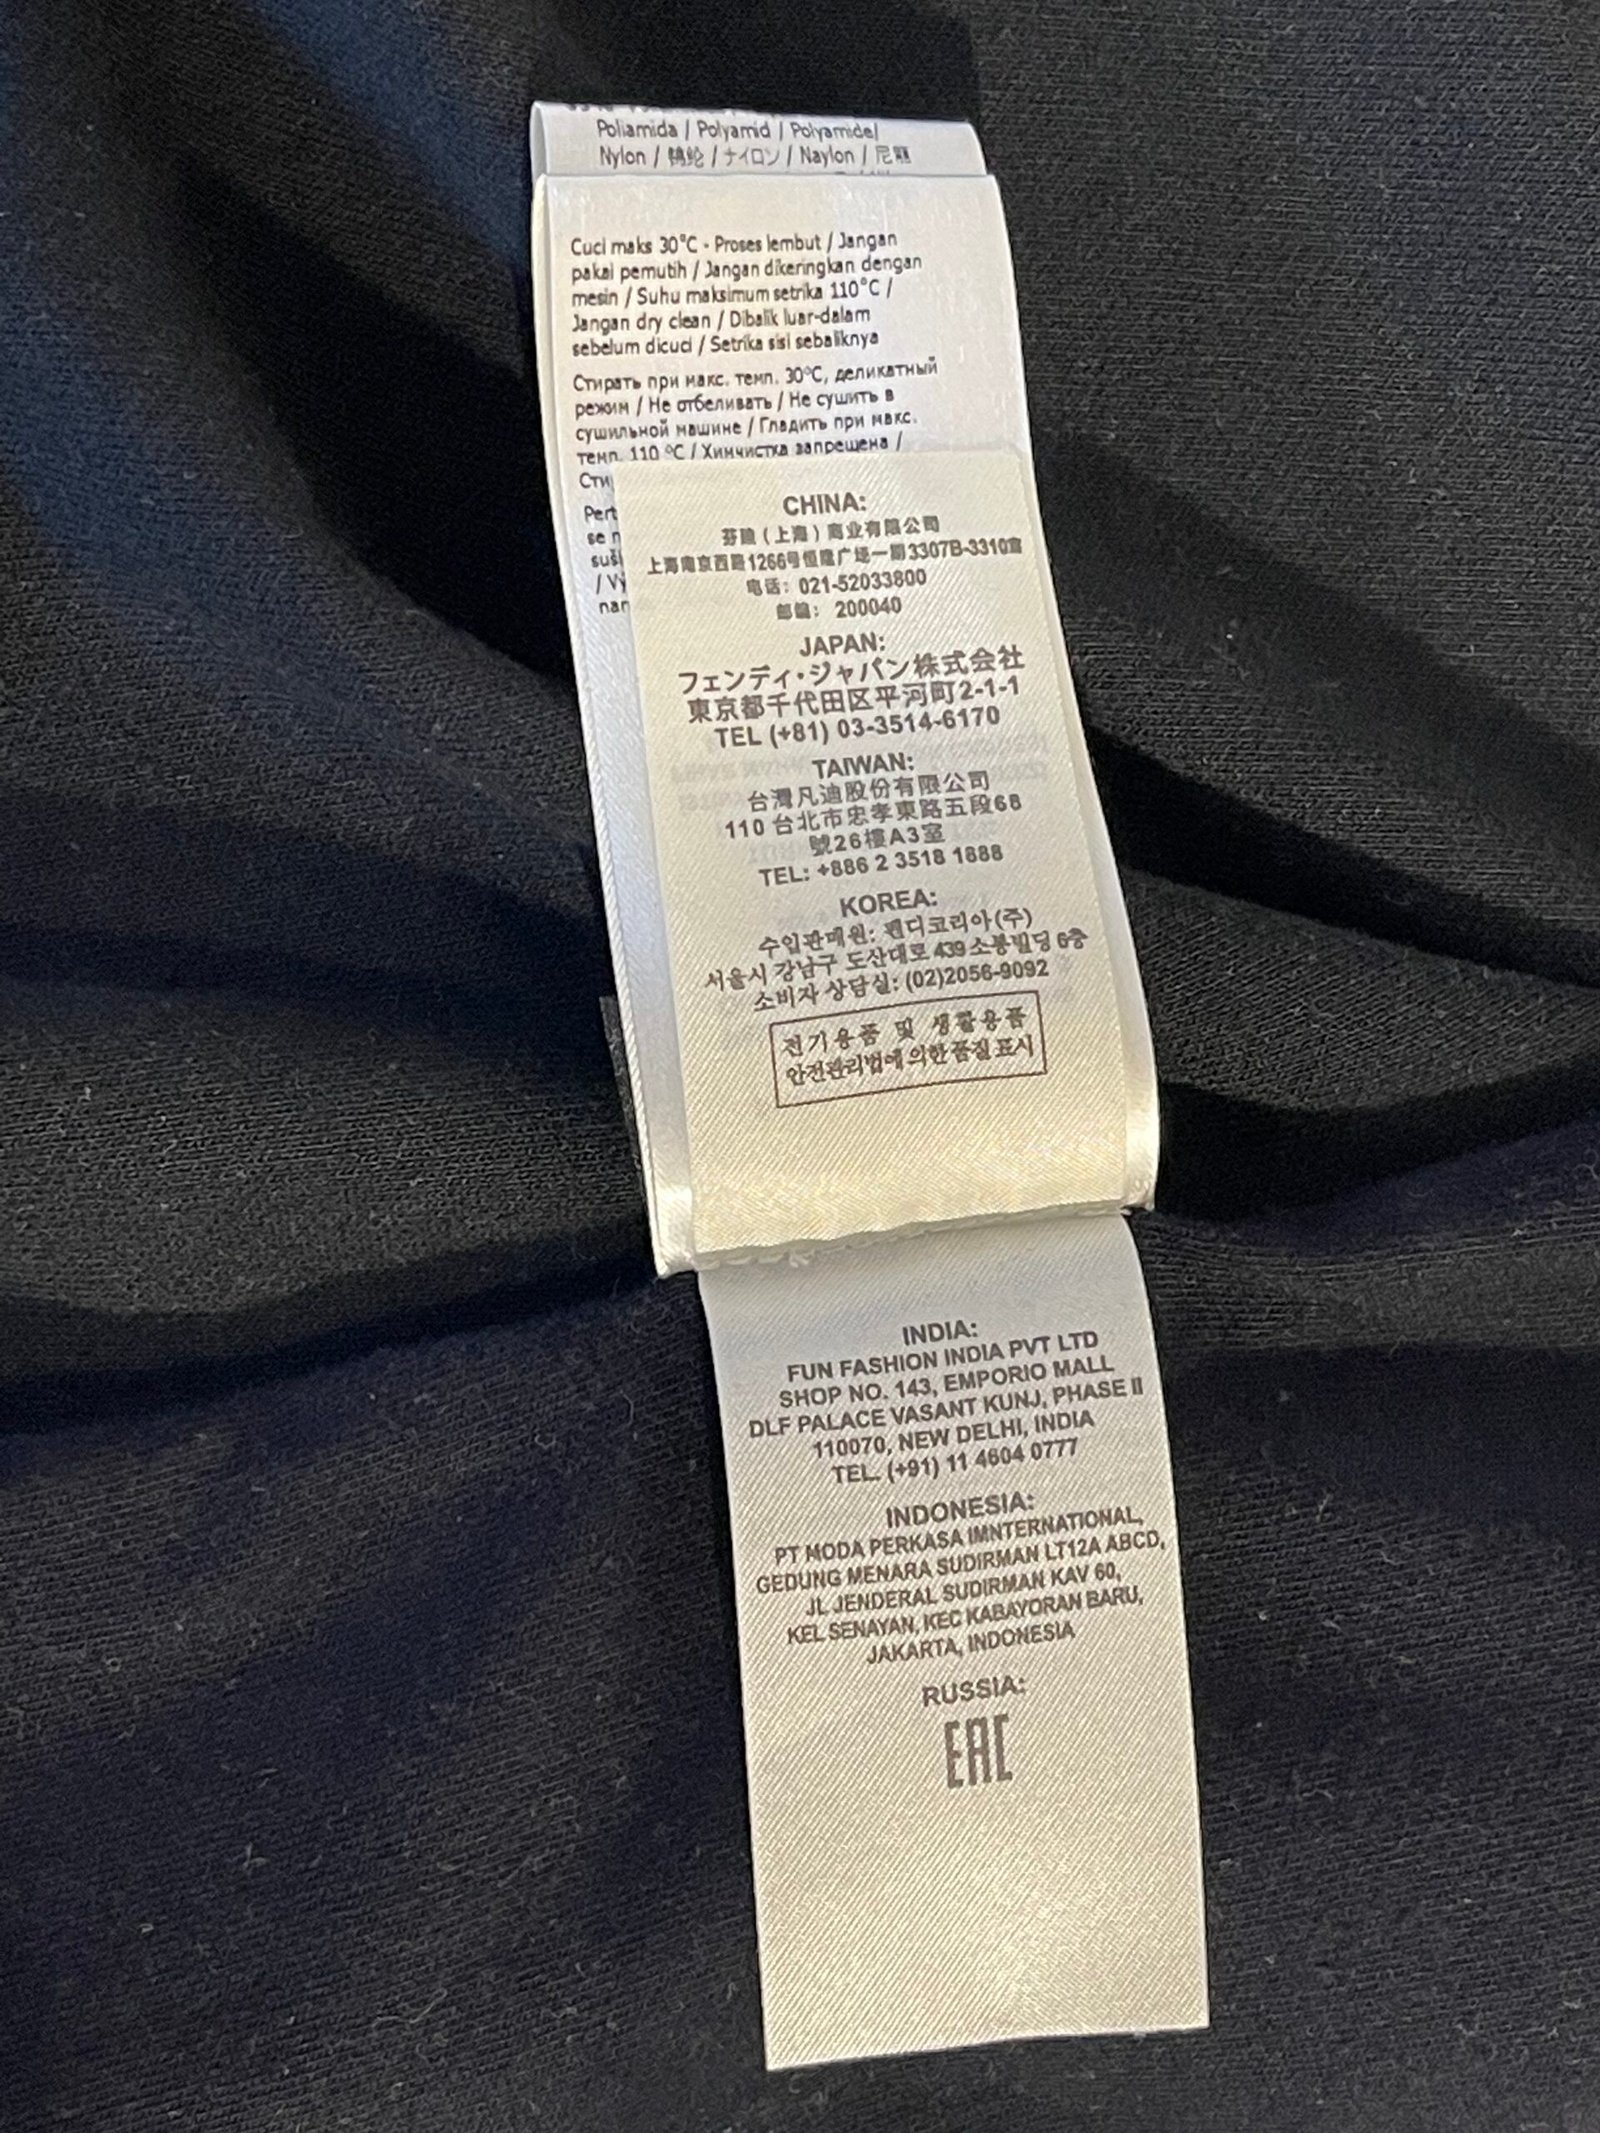 Poliamida / Polyamid / Polyamide/
Nylon / 锦纶 / ナイロン / Naylon / 尼龍
Cuci maks 30°C - Proses lembut / Jangan
pakai pemutih / Jangan dikeringkan dengan
mesin / Suhu maksimum setrika 110°C /
Jangan dry clean / Dibalik luar-dalam
sebelum dicuci / Setrika sisi sebaliknya
Стирать при макс. темп. 30°C, деликатный
режим / Не отбеливать / Не сушить в
сушильной машине / Гладить при макс.
темп. 110 °C / Химчистка запрещена /
Сти
Pert
se n
suši
/ Vý
nar
CHINA:
芬迪（上海）商业有限公司
上海南京西路1266号恒隆广场一期3307B-3310室
电话：021-52033800
邮编： 200040
JAPAN:
フェンディ・ジャパン株式会社
東京都千代田区平河町2-1-1
TEL (+81) 03-3514-6170
TAIWAN:
台灣凡迪股份有限公司
110 台北市忠孝東路五段68
號26樓A3室
TEL: +886 2 3518 1888
KOREA:
수입판매원: 펜디코리아(주)
서울시 강남구 도산대로 439 소봉빌딩 6층
소비자 상담실: (02)2056-9092
전기용품 및 생활용품
안전관리법에 의한 품질표시
INDIA:
FUN FASHION INDIA PVT LTD
SHOP NO. 143, EMPORIO MALL
DLF PALACE VASANT KUNJ, PHASE II
110070, NEW DELHI, INDIA
TEL. (+91) 11 4604 0777
INDONESIA:
PT MODA PERKASA IMNTERNATIONAL,
GEDUNG MENARA SUDIRMAN LT12A ABCD,
JL JENDERAL SUDIRMAN KAV 60,
KEL SENAYAN, KEC KABAYORAN BARU,
JAKARTA, INDONESIA
RUSSIA:
EAC